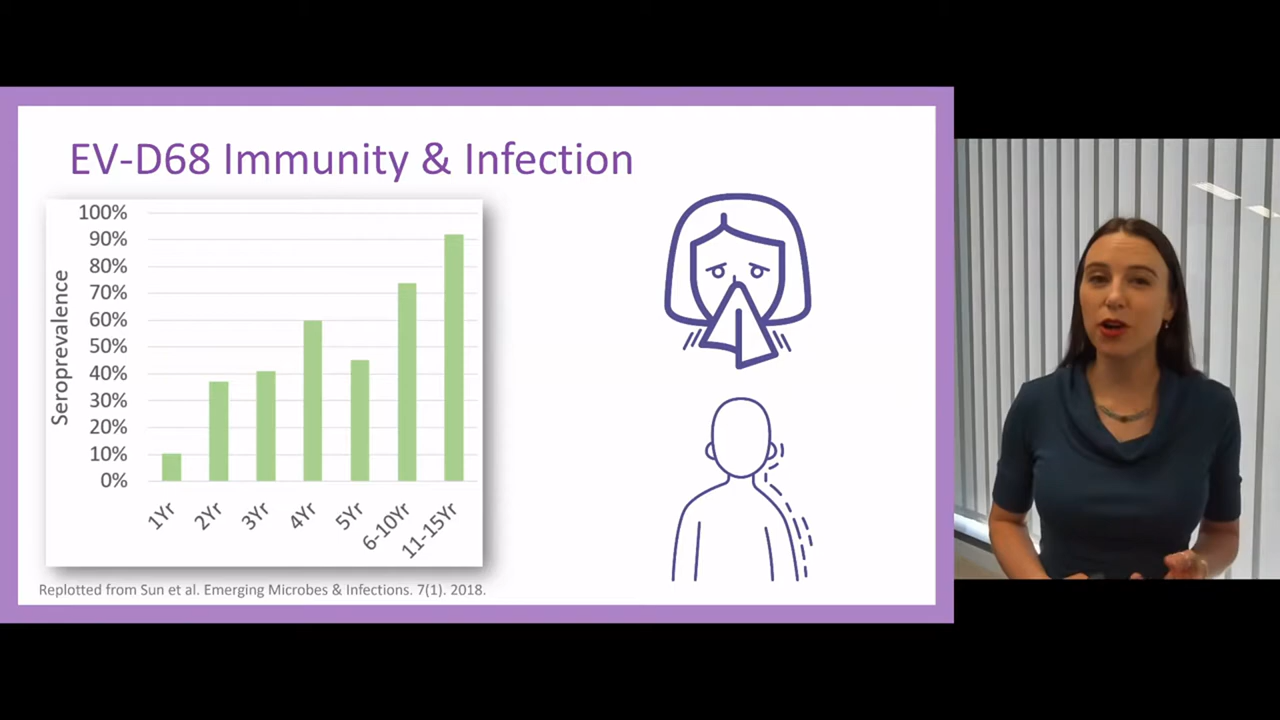 EV-D68 Immunity & Infection
Seroprevalence
100%
90%
80%
70%
60%
50%
40%
30%
20%
10%
0%
1Yr
2Yr
3Yr
4Yr
5Yr
6-10Yr
11-15Yr
Replotted from Sun et al. Emerging Microbes & Infections. 7(1). 2018.